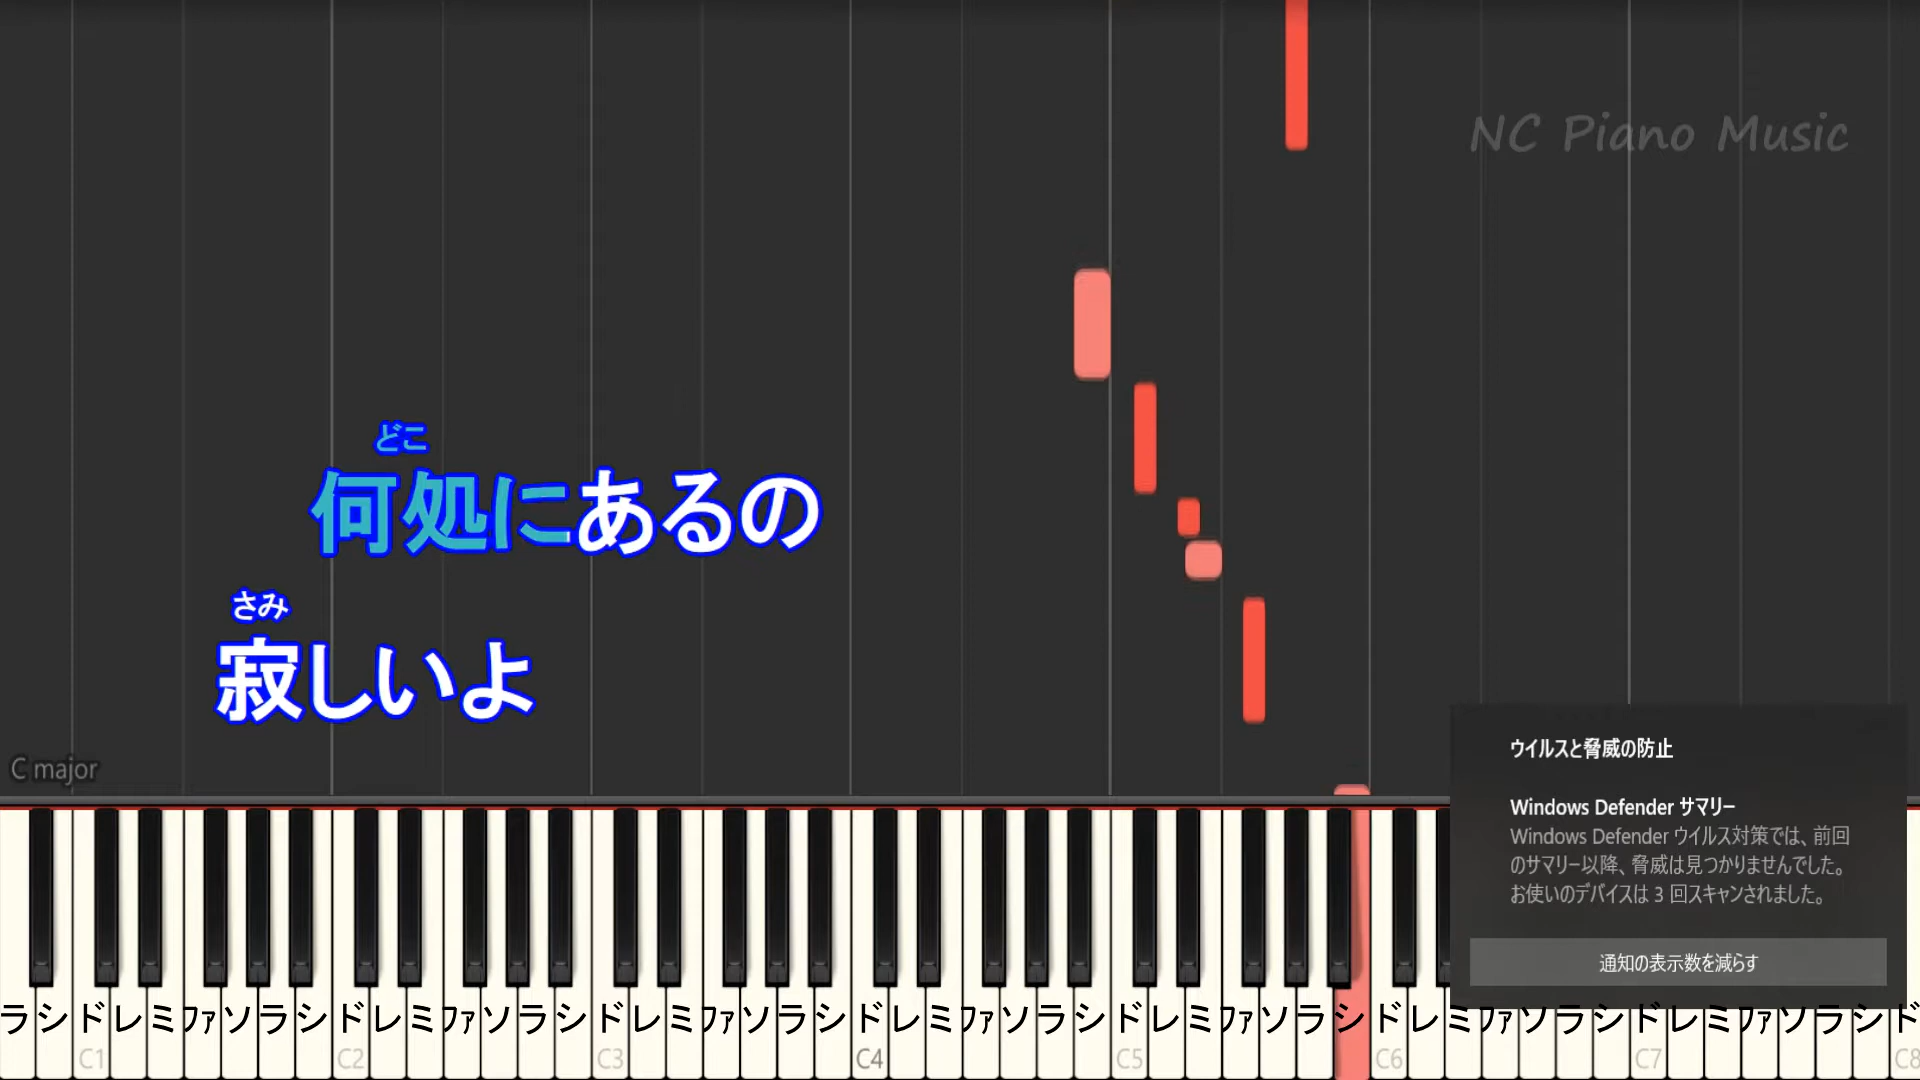 NC Piano Music
どこ
何処にあるの
さみ
寂しいよ
C major
ウイルスと脅威の防止
Windows Defender サマリー
Windows Defender ウイルス対策では、前回
のサマリー以降、脅威は見つかりませんでした。
お使いのデバイスは 3 回スキャンされました。
通知の表示数を減らす
ラシドレミファソラシドレミファソラシドレミファソラシドレミファソラシドレミファソラシドレミファソラシドレミファソラシド
C1 C2 C3 C4 C5 C6 C7 C8